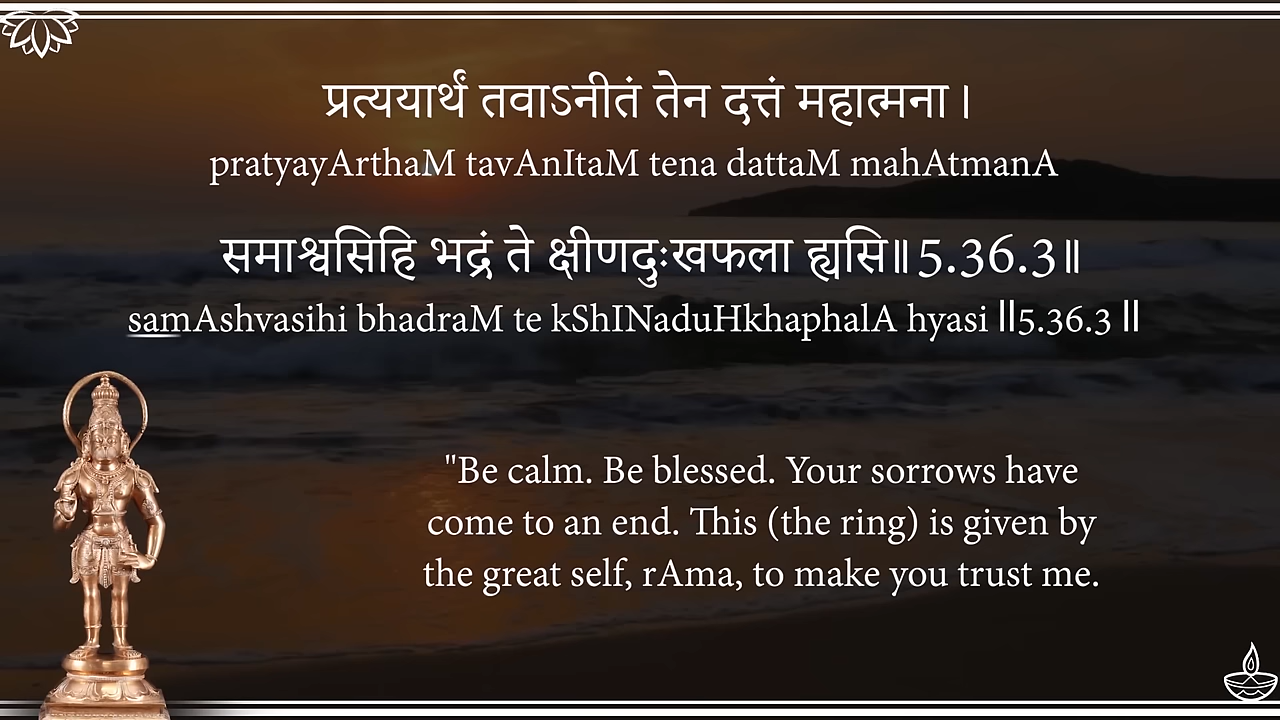 प्रत्ययार्थं तवाऽनीतं तेन दत्तं महात्मना।
pratyayArthaM tavAnItaM tena dattaM mahAtmanA
समाश्वसिहि भद्रं ते क्षीणदुःखफला ह्यसि॥5.36.3॥
samAshvasihi bhadraM te kShINaduHkhaphalA hyasi ॥5.36.3 ॥
"Be calm. Be blessed. Your sorrows have
come to an end. This (the ring) is given by
the great self, rAma, to make you trust me.